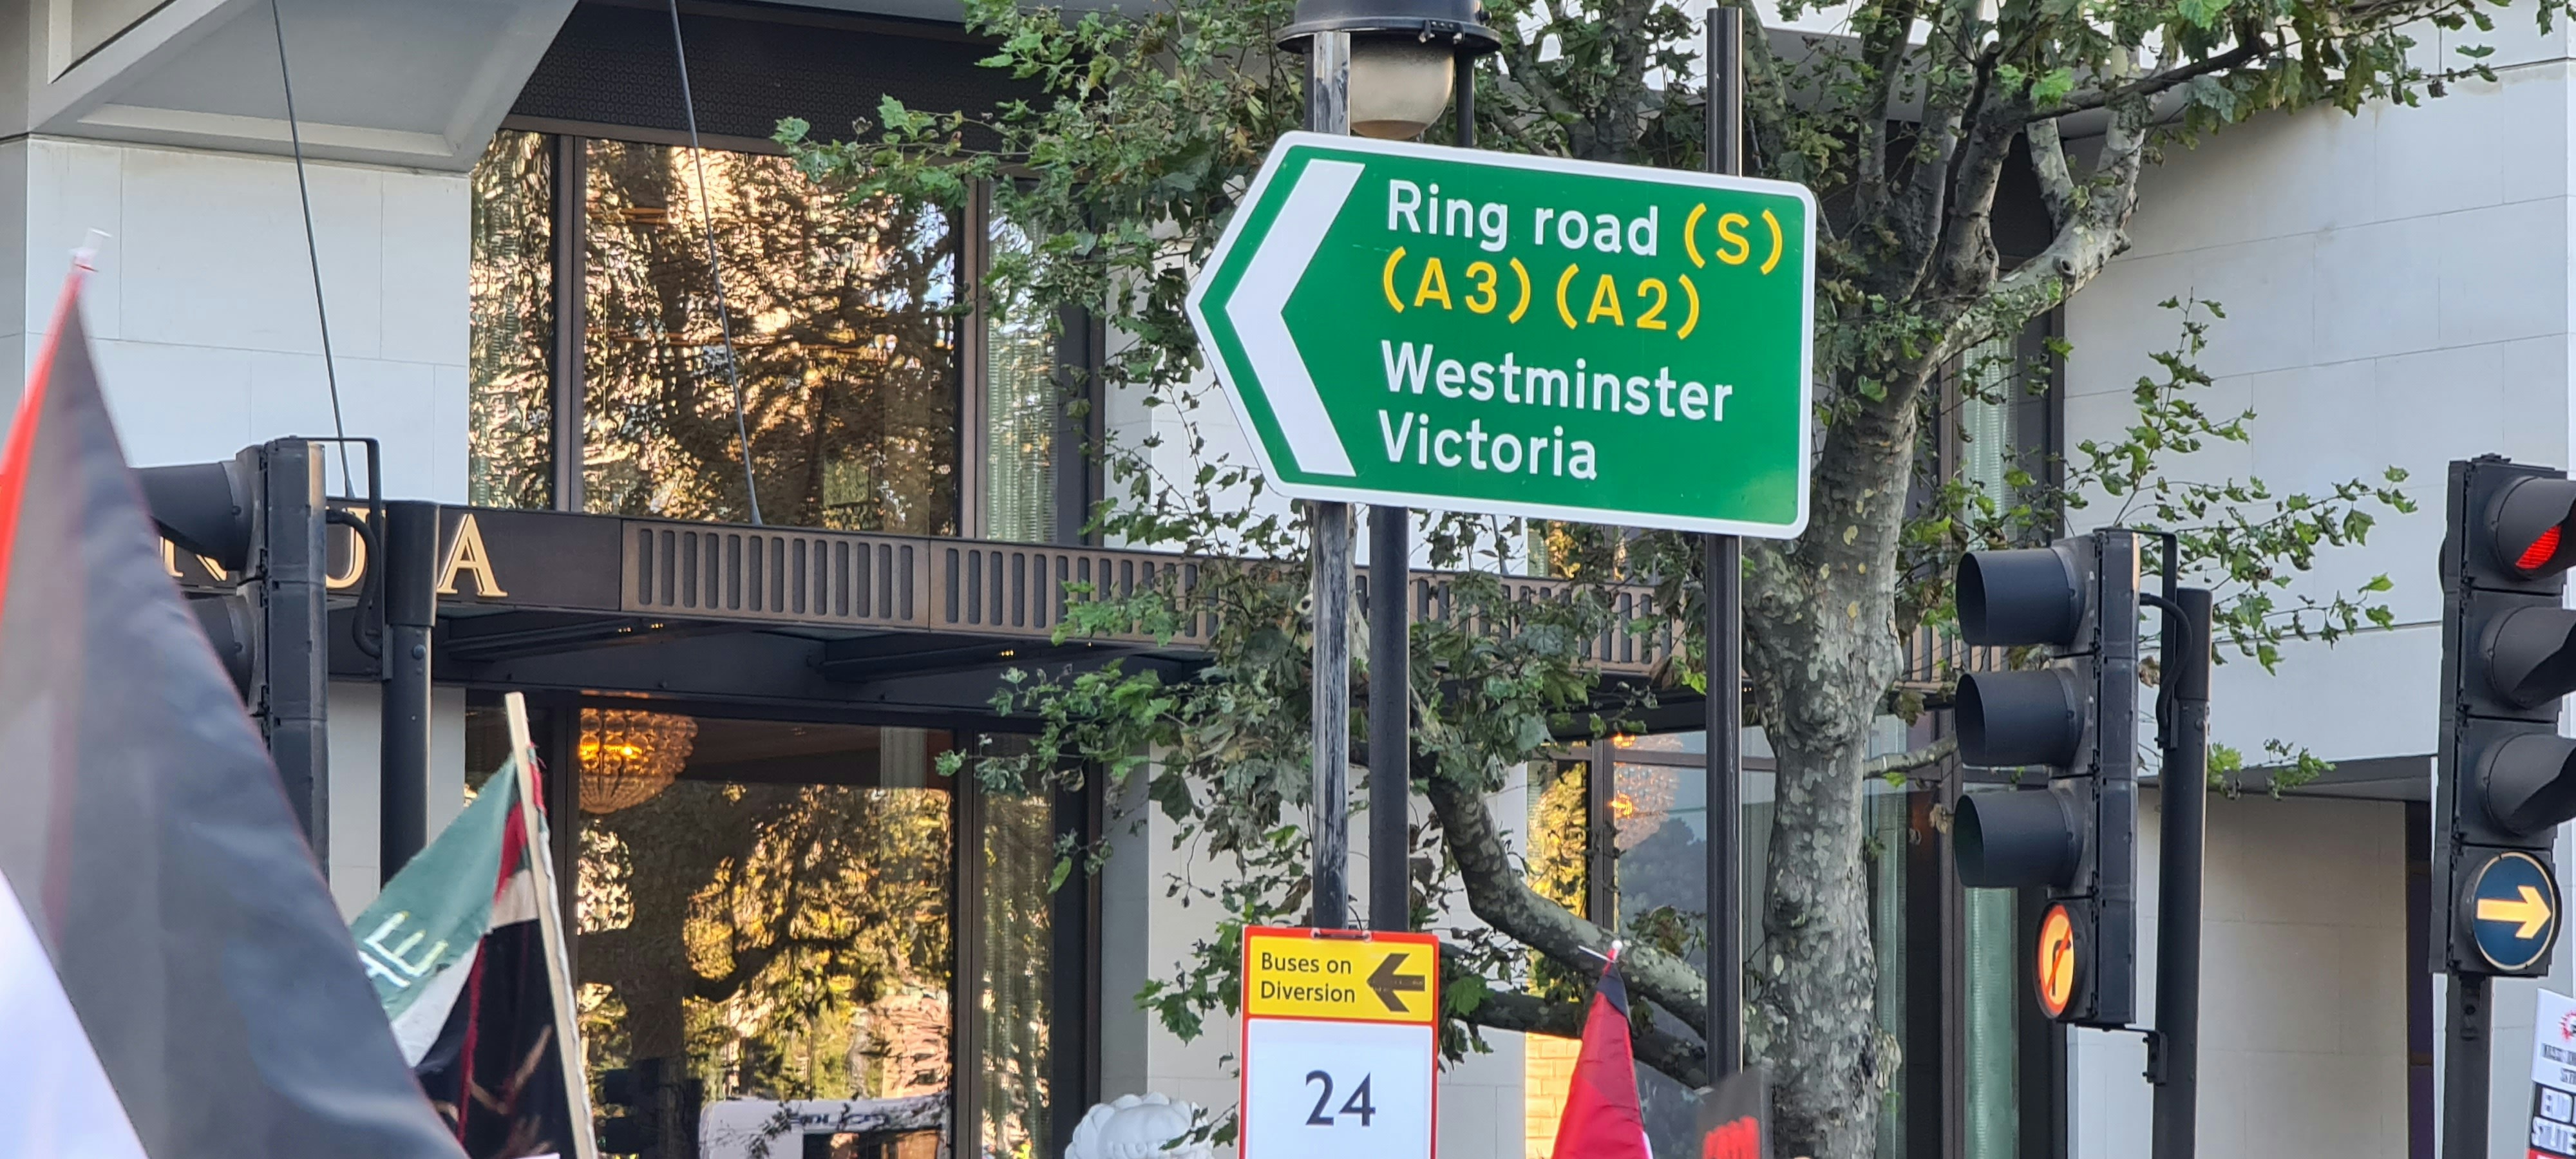 Ring road (S)
(A3) (A2)
Westminster
Victoria
Buses on
Diversion
24